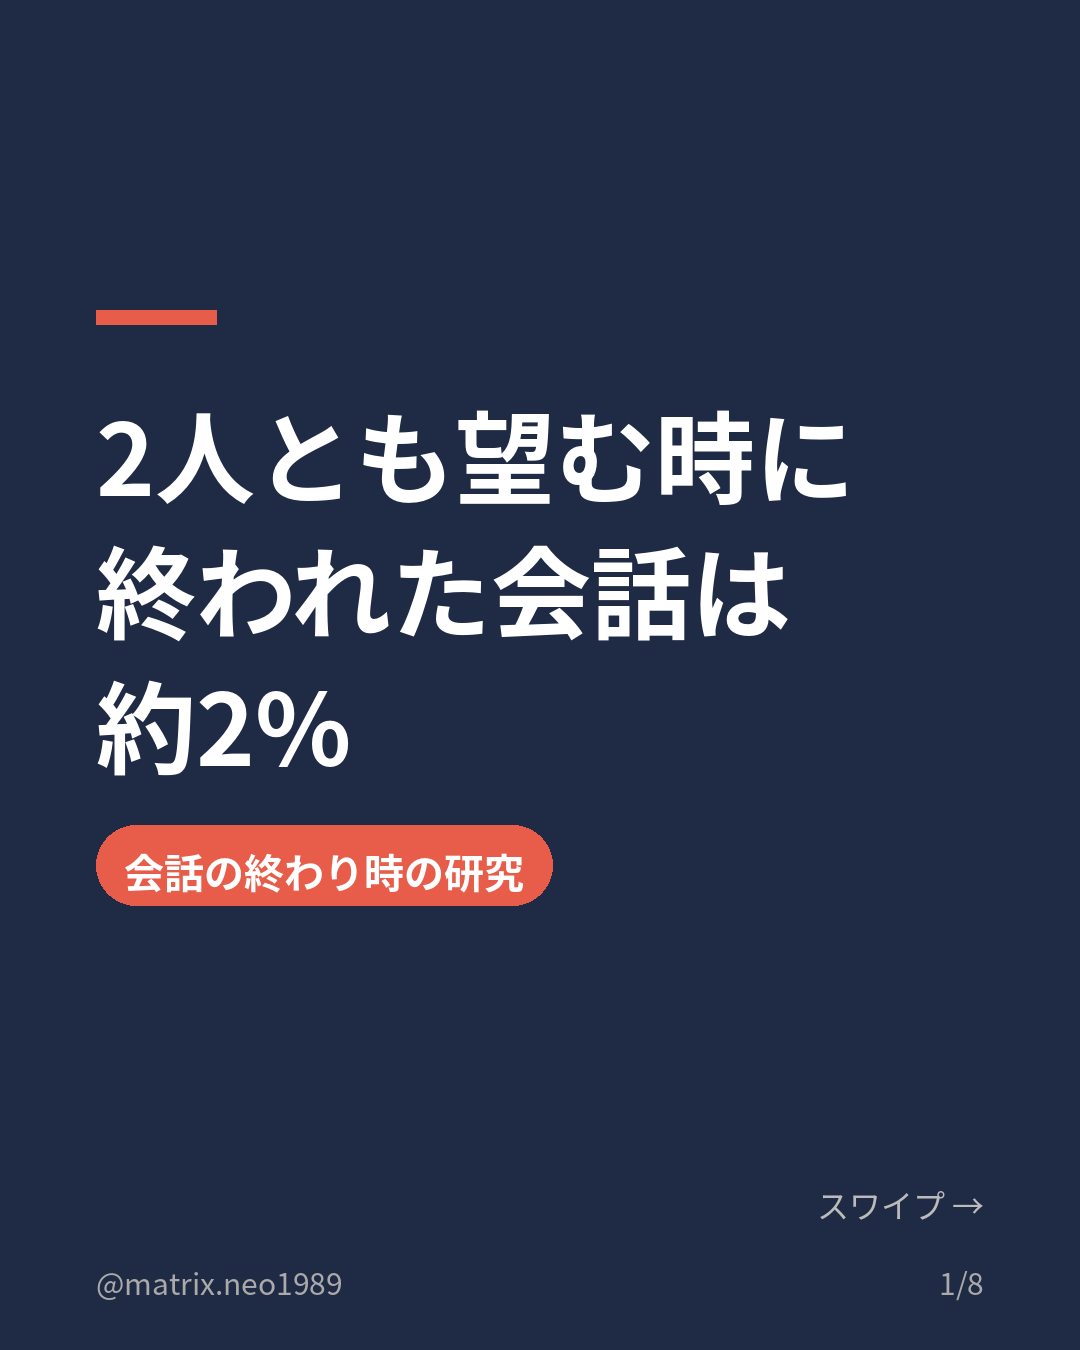 2人とも望む時に
終われた会話は
約2%
会話の終わり時の研究
スワイプ →
@matrix.neo1989
1/8